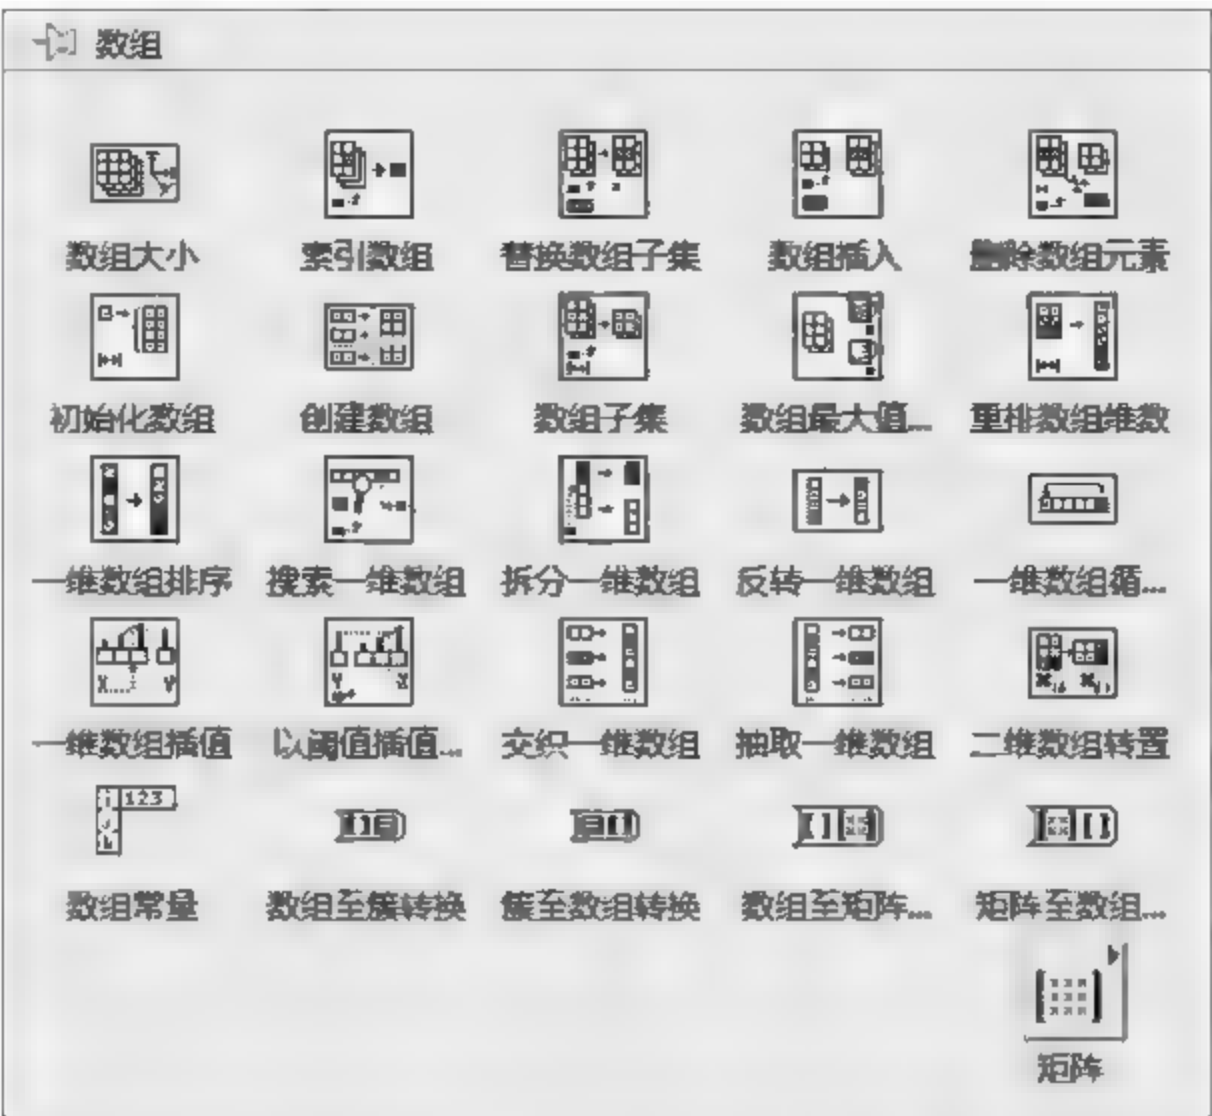 数组
数组大小 索引数组 替换数组子集 数组插入 删除数组元素
初始化数组 创建数组 数组子集 数组最大值... 重排数组维数
一维数组排序 搜索一维数组 拆分一维数组 反转一维数组 一维数组循...
一维数组插值 以阈值插值... 交织一维数组 抽取一维数组 二维数组转置
123
数组常量 数组至簇转换 簇至数组转换 数组至矩阵... 矩阵至数组...
矩阵